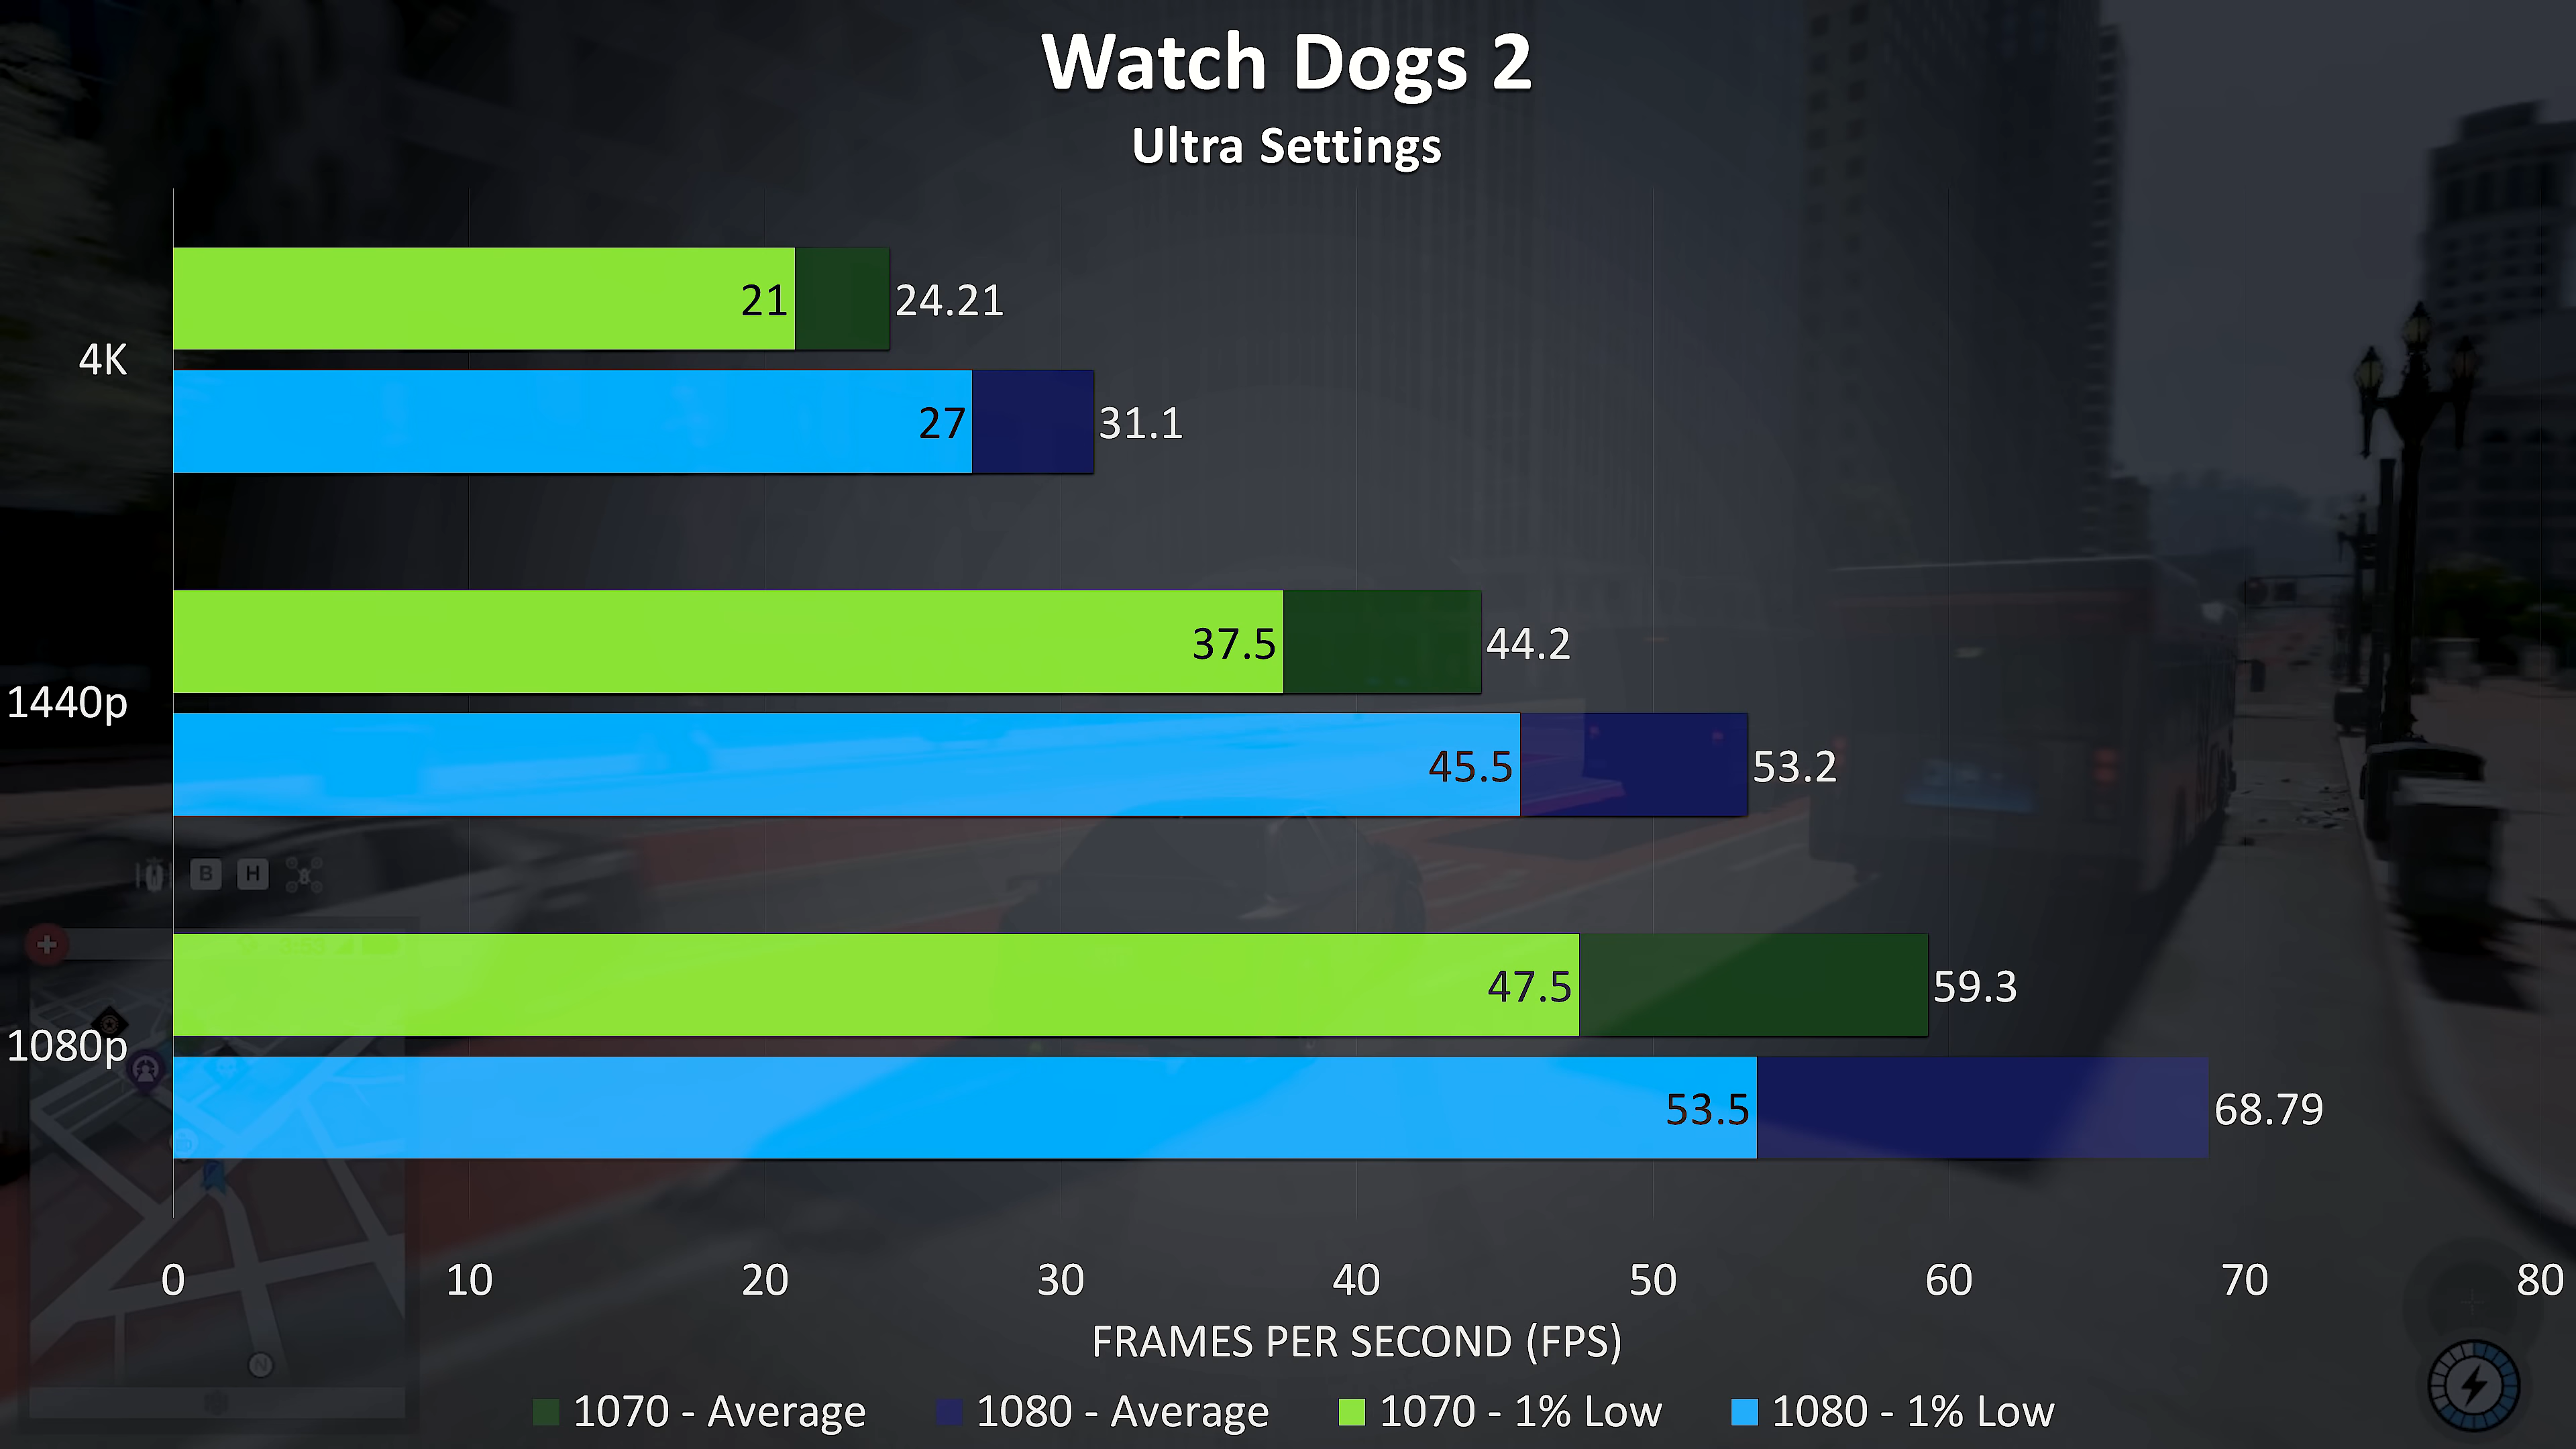 Watch Dogs 2
Ultra Settings
21 24.21
4K
27 31.1
37.5 44.2
1440p
45.5 53.2
B H
47.5 59.3
1080p
53.5 68.79
0 10 20 30 40 50 60 70 80
FRAMES PER SECOND (FPS)
N
1070 - Average 1080 - Average 1070 - 1% Low 1080 - 1% Low